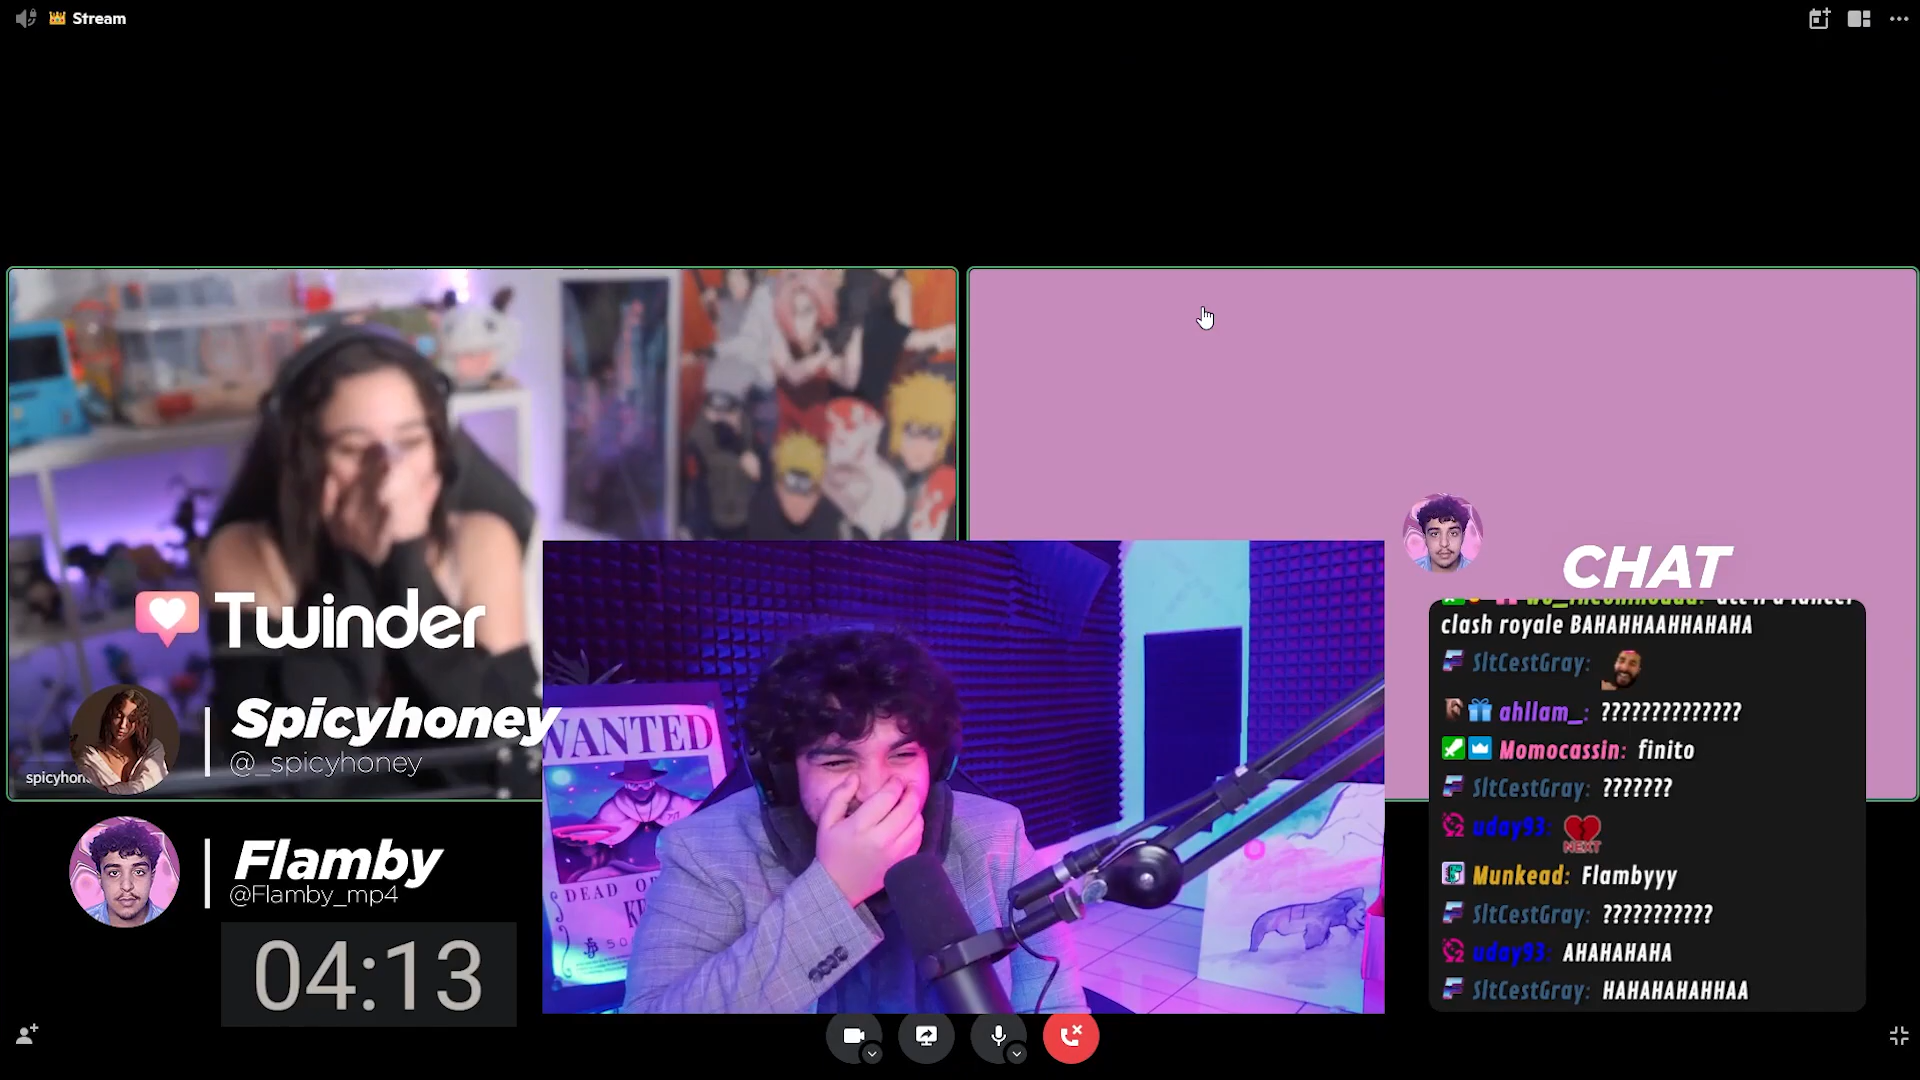 Stream
Twinder
Spicyhoney
@_spicyhoney
spicyhon
Flamby
@Flamby_mp4
04:13
WANTED
DEAD
CHAT
clash royale BAHAHHAAHHAHAHA
SltCestGray:
ahllam_: ??????????????
Momocassin: finito
SltCestGray: ???????
uday93: NEXT
Munkead: Flambyyy
SltCestGray: ???????????
uday93: AHAHAHAHA
SltCestGray: HAHAHAHAHHAA